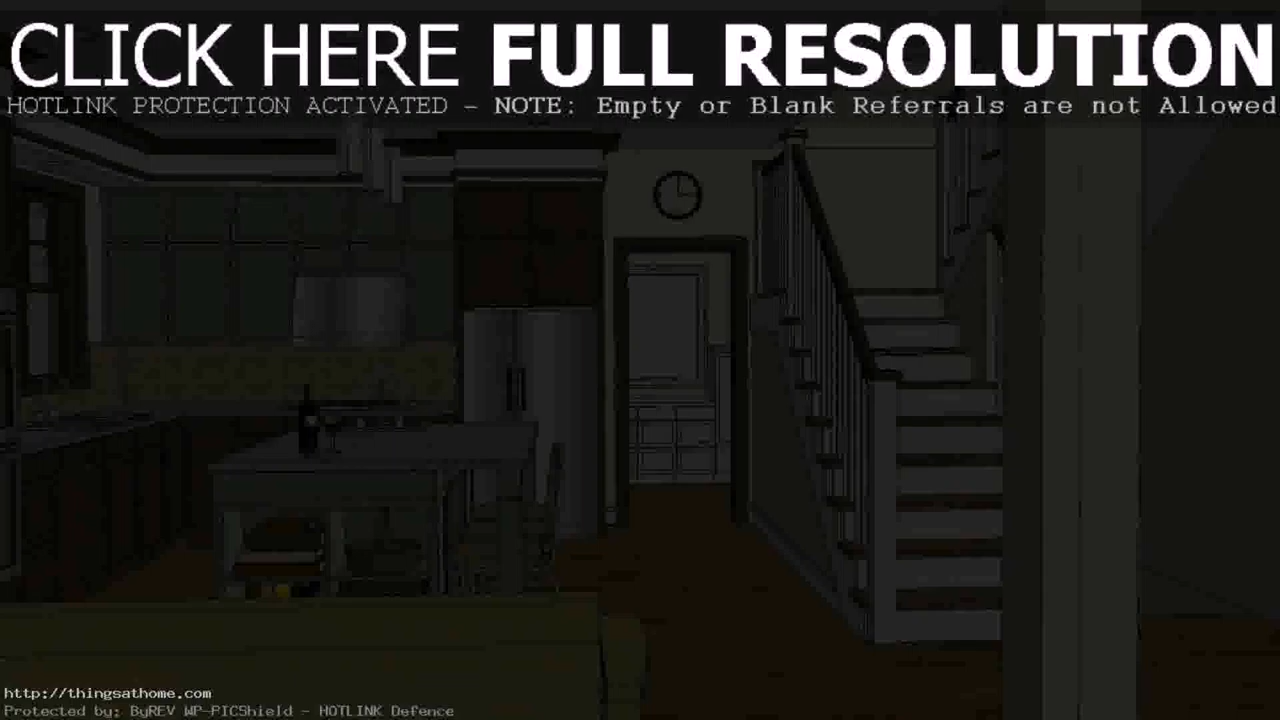 CLICK HERE FULL RESOLUTION
HOTLINK PROTECTION ACTIVATED - NOTE: Empty or Blank Referrals are not Allowed
http://thingsathome.com
Protected by: ByREV WP-PICShield - HOTLINK Defence